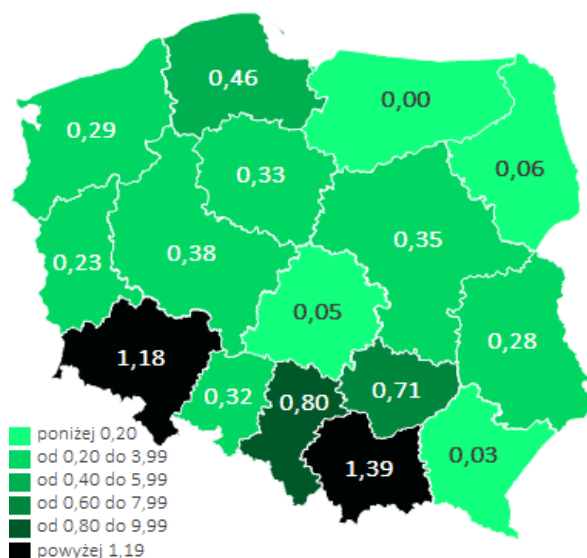 0,46
0,00
0,29
0,33
0,06
0,38
0,35
0,23
0,05
0,28
1,18
0,32
0,80
0,71
1,39
0,03
poniżej 0,20
od 0,20 do 3,99
od 0,40 do 5,99
od 0,60 do 7,99
od 0,80 do 9,99
powyżej 1,19